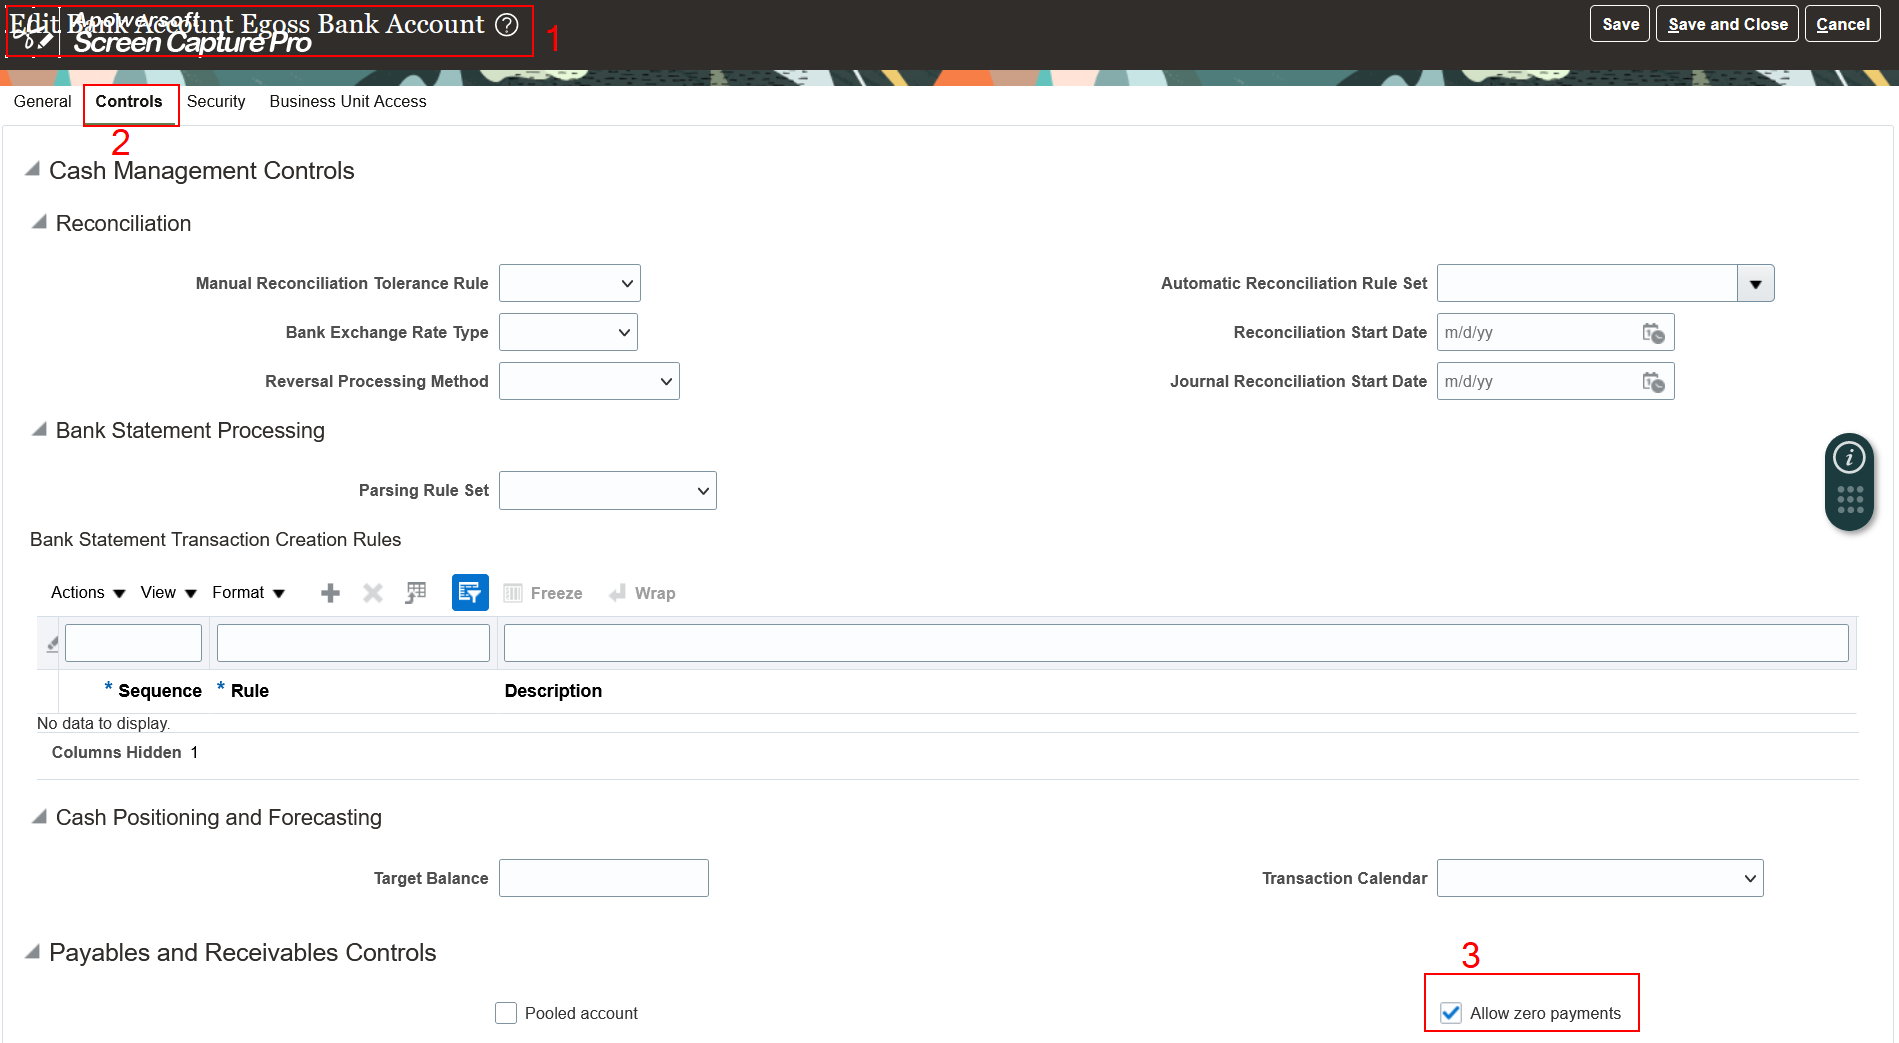 Edit Bank Account Egoss Bank Account ?
Apowersoft
Screen Capture Pro
1
Save Save and Close Cancel
General Controls Security Business Unit Access
2
Cash Management Controls
Reconciliation
Manual Reconciliation Tolerance Rule
Automatic Reconciliation Rule Set
Bank Exchange Rate Type
Reconciliation Start Date m/d/yy
Reversal Processing Method
Journal Reconciliation Start Date m/d/yy
Bank Statement Processing
Parsing Rule Set
Bank Statement Transaction Creation Rules
Actions View Format Freeze Wrap
* Sequence * Rule Description
No data to display.
Columns Hidden 1
Cash Positioning and Forecasting
Target Balance
Transaction Calendar
Payables and Receivables Controls
3
Pooled account
Allow zero payments